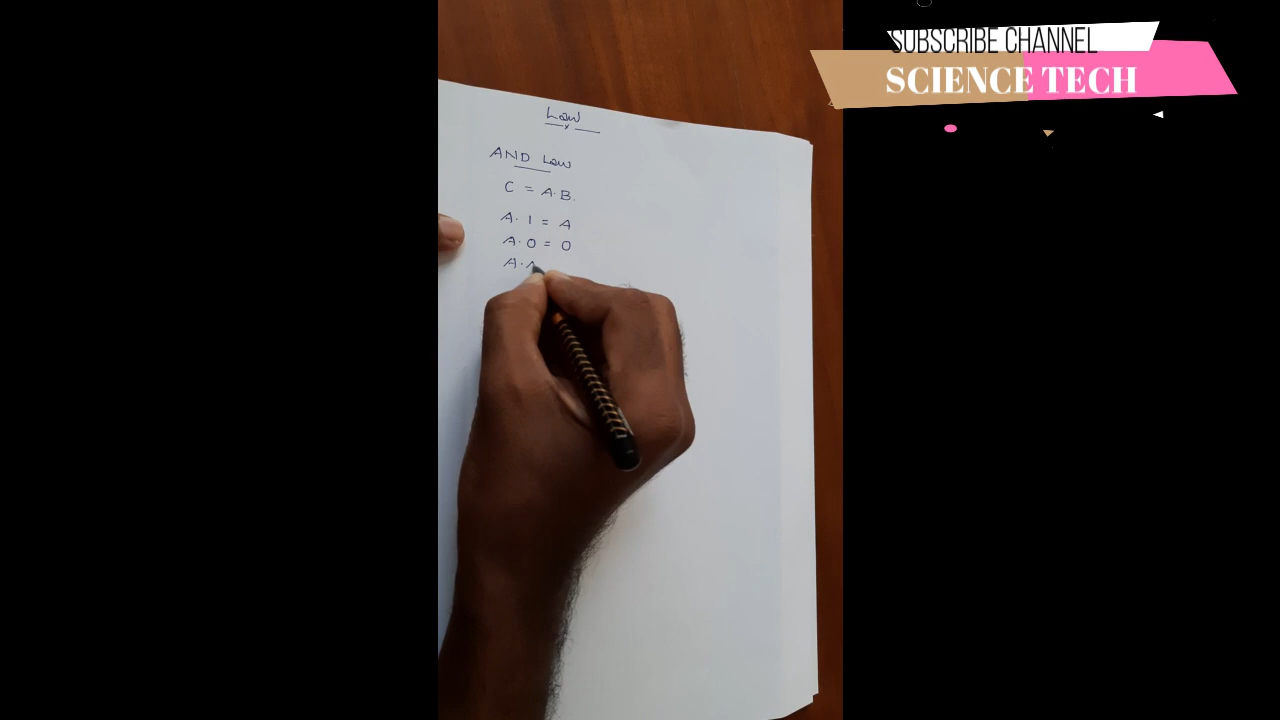 SUBSCRIBE CHANNEL
SCIENCE TECH
Law
AND Law
C = A.B.
A. 1 = A
A. 0 = 0
A. A